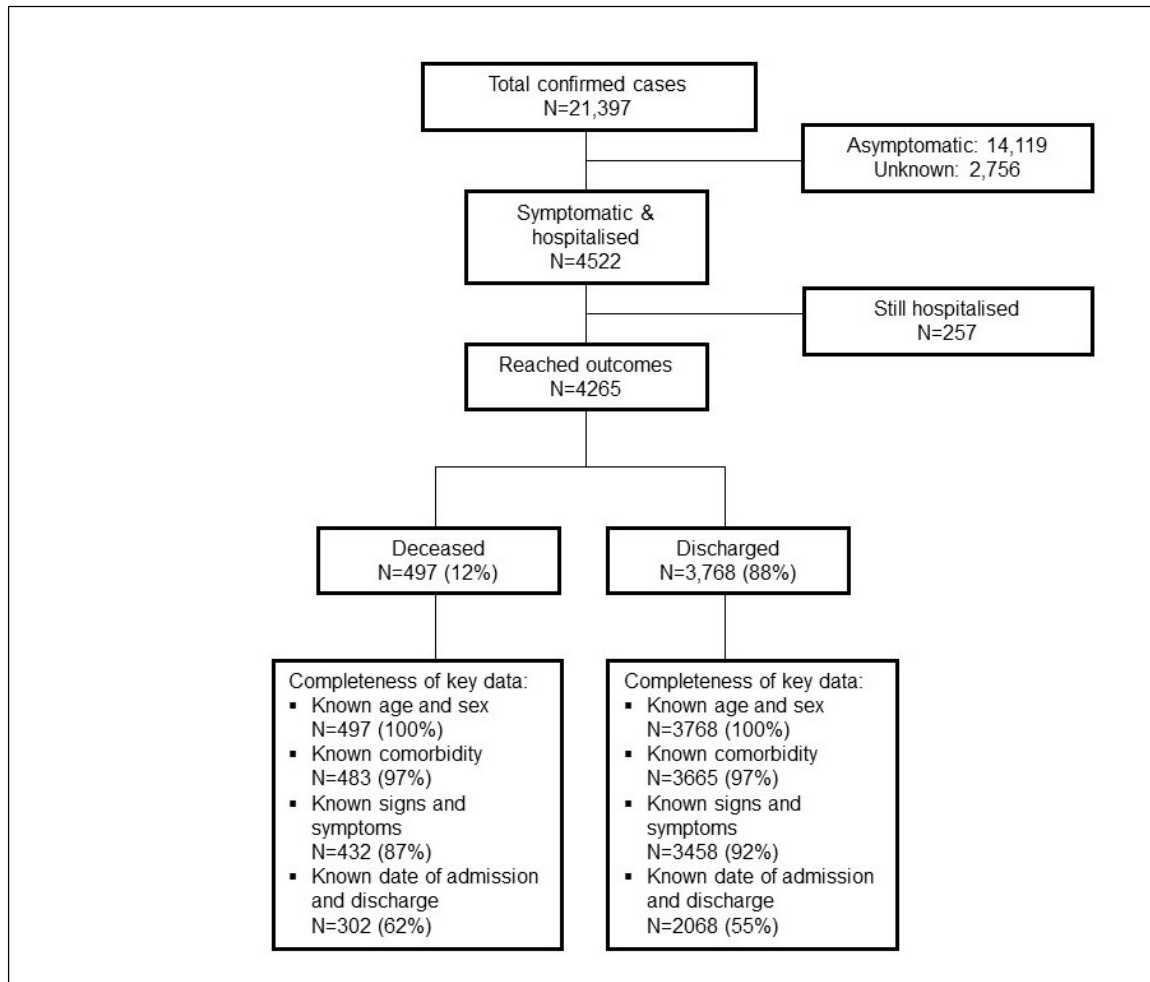 Total confirmed cases
N=21,397
Asymptomatic: 14,119
Unknown: 2,756
Symptomatic &
hospitalised
N=4522
Still hospitalised
N=257
Reached outcomes
N=4265
Deceased
N=497 (12%)
Discharged
N=3,768 (88%)
Completeness of key data:
▪ Known age and sex
N=497 (100%)
▪ Known comorbidity
N=483 (97%)
▪ Known signs and
symptoms
N=432 (87%)
▪ Known date of admission
and discharge
N=302 (62%)
Completeness of key data:
▪ Known age and sex
N=3768 (100%)
▪ Known comorbidity
N=3665 (97%)
▪ Known signs and
symptoms
N=3458 (92%)
▪ Known date of admission
and discharge
N=2068 (55%)